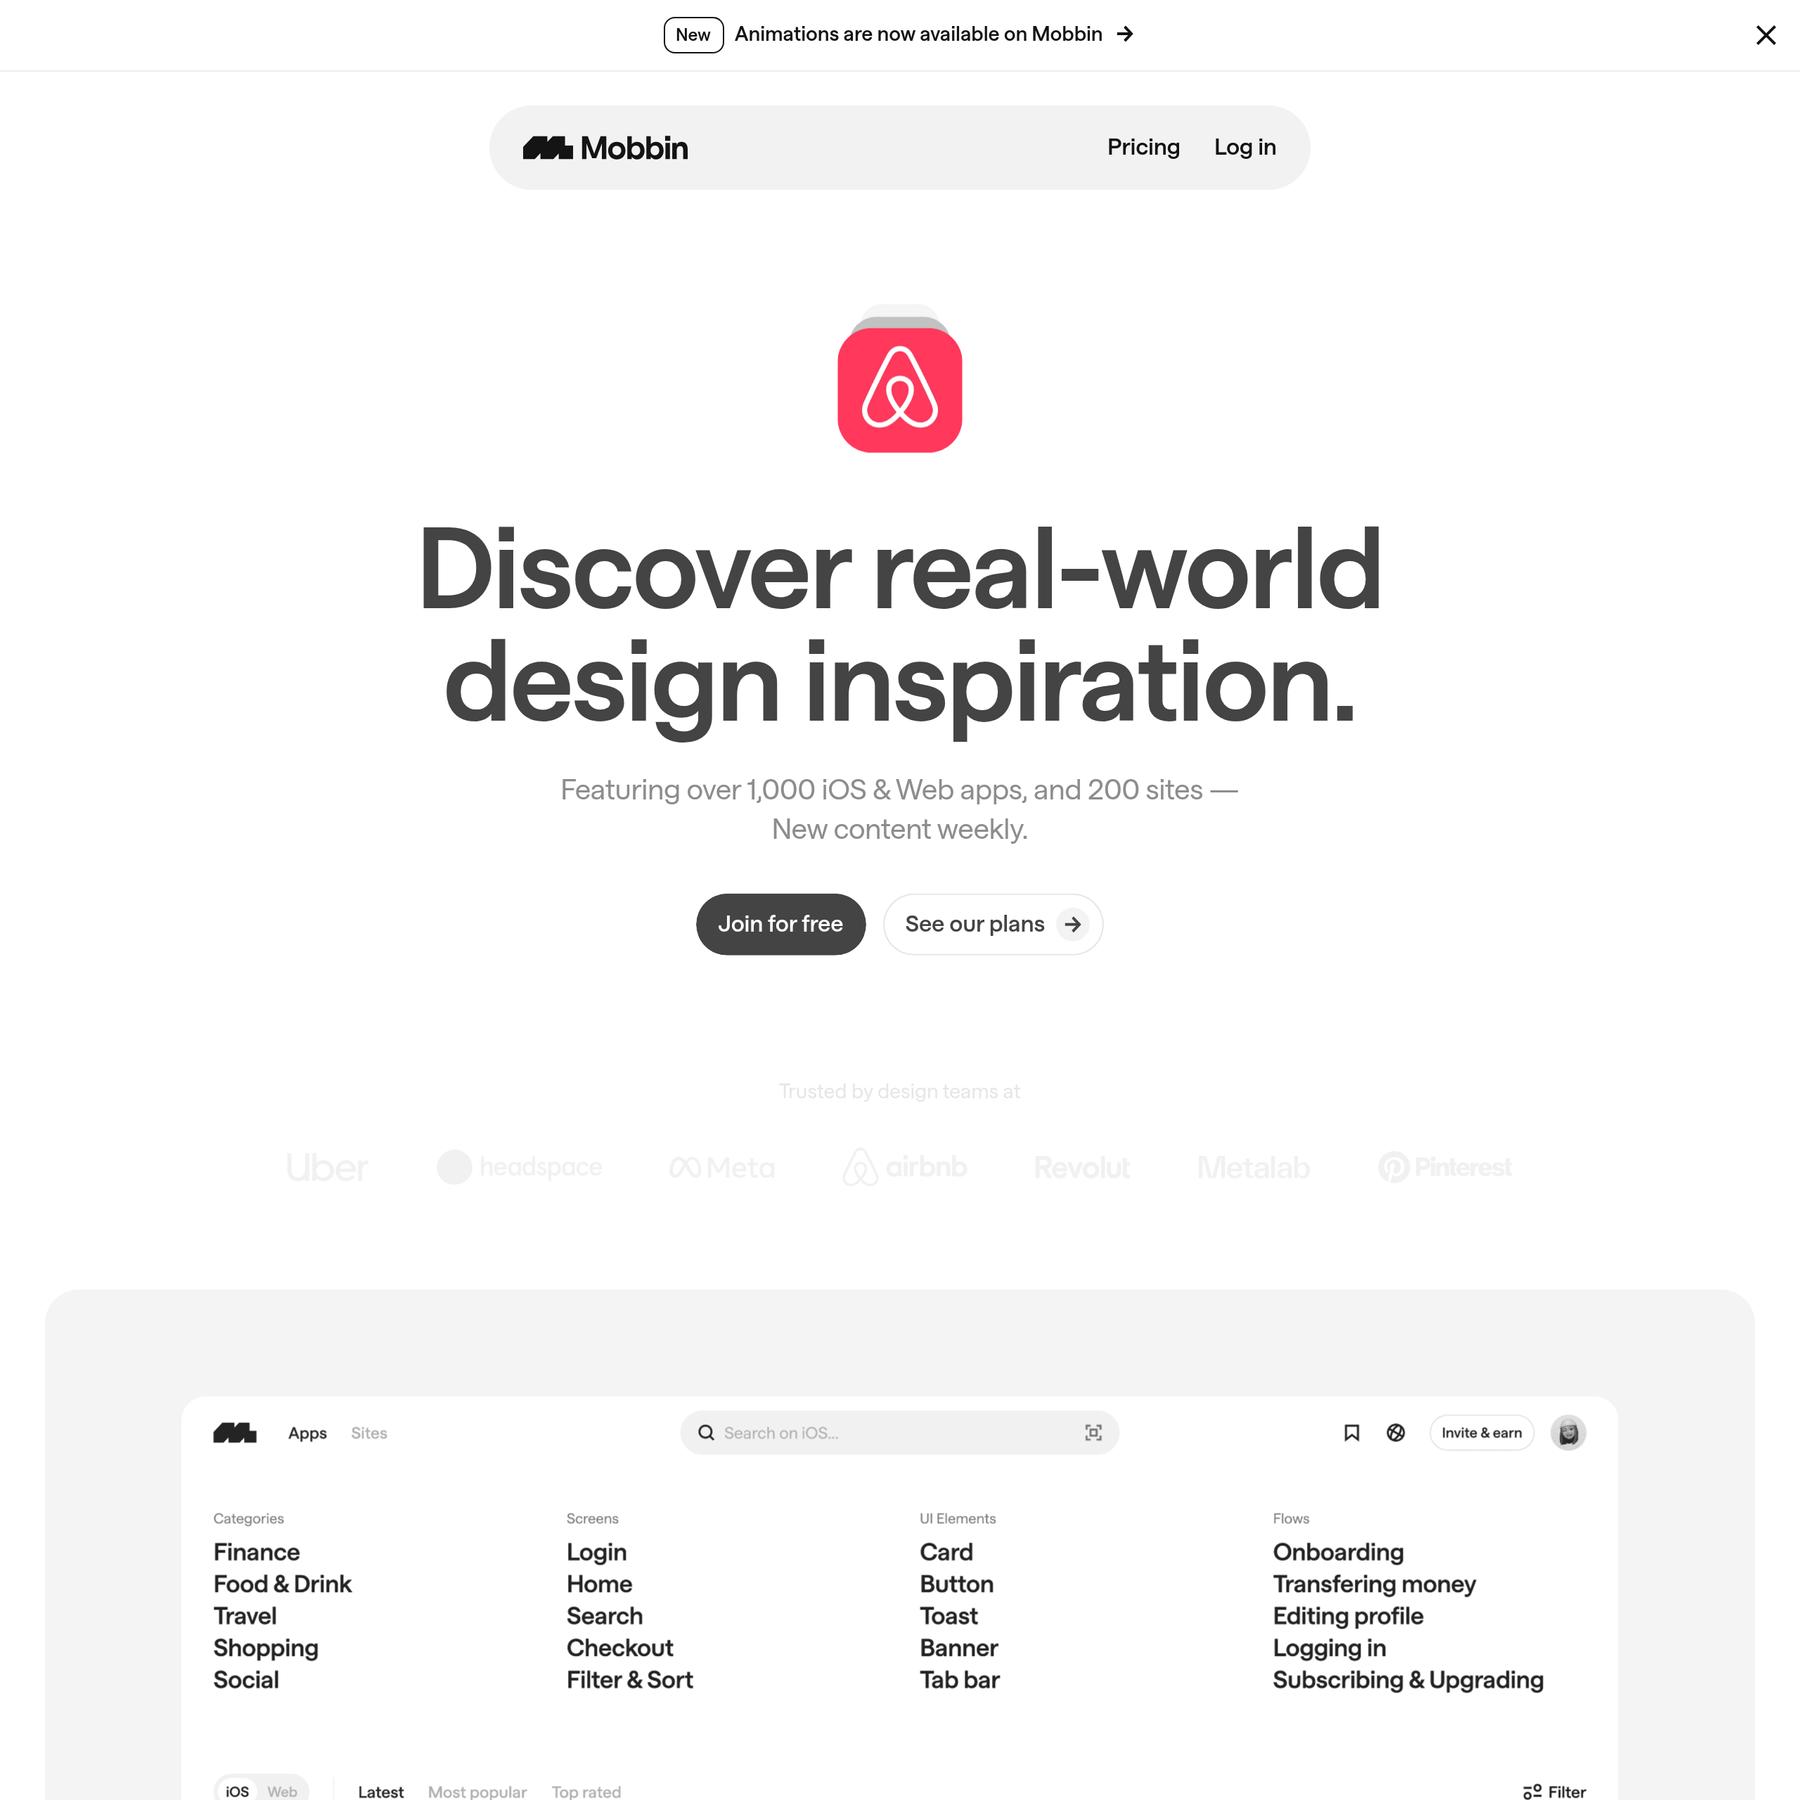 New Animations are now available on Mobbin
Mobbin
Pricing Log in
Discover real-world
design inspiration.
Featuring over 1,000 iOS & Web apps, and 200 sites —
New content weekly.
Join for free See our plans
Trusted by design teams at
Uber headspace Meta airbnb Revolut Metalab Pinterest
Apps Sites Search on iOS... Invite & earn
Categories
Finance
Food & Drink
Travel
Shopping
Social
Screens
Login
Home
Search
Checkout
Filter & Sort
UI Elements
Card
Button
Toast
Banner
Tab bar
Flows
Onboarding
Transfering money
Editing profile
Logging in
Subscribing & Upgrading
iOS Web Latest Most popular Top rated Filter